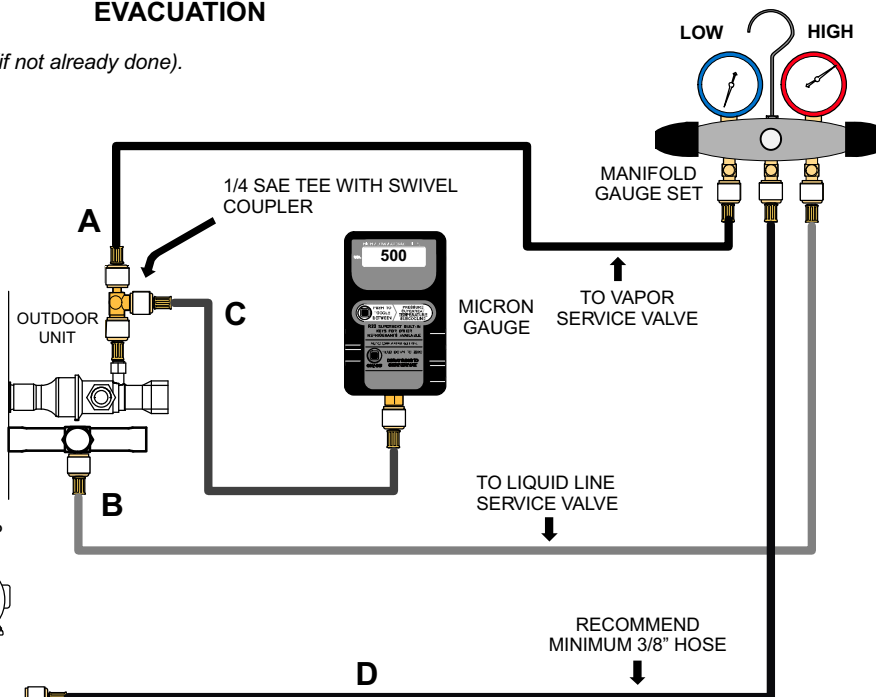 EVACUATION
if not already done).
LOW
HIGH
MANIFOLD
GAUGE SET
1/4 SAE TEE WITH SWIVEL
COUPLER
A
500
C
OUTDOOR
UNIT
MICRON
GAUGE
TO VAPOR
SERVICE VALVE
TO LIQUID LINE
SERVICE VALVE
B
RECOMMEND
MINIMUM 3/8” HOSE
D